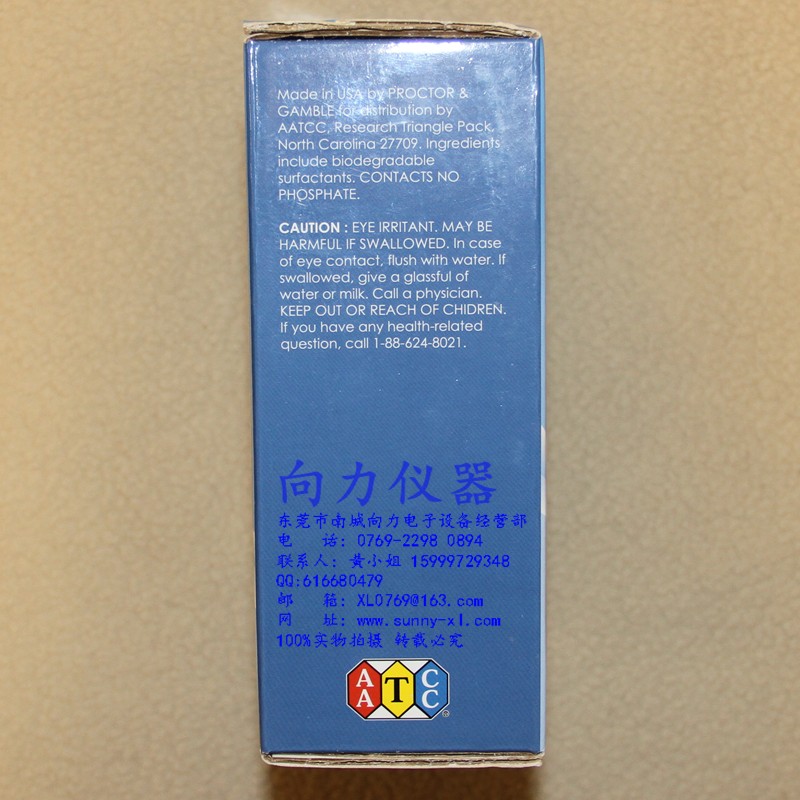 Made in USA by PROCTOR &
GAMBLE for distribution by
AATCC, Research Triangle Pack,
North Carolina 27709. Ingredients
include biodegradable
surfactants. CONTACTS NO
PHOSPHATE.
CAUTION : EYE IRRITANT. MAY BE
HARMFUL IF SWALLOWED. In case
of eye contact, flush with water. If
swallowed, give a glassful of
water or milk. Call a physician.
KEEP OUT OR REACH OF CHIDREN.
If you have any health-related
question, call 1-88-624-8021.
向力仪器
东莞市南城向力电子设备经营部
电 话: 0769-2298 0894
联系人: 黄小姐 15999729348
QQ:616680479
邮 箱: XL0769@163.com
网 址: www.sunny-xl.com
100%实物拍摄 转载必究
AATCC